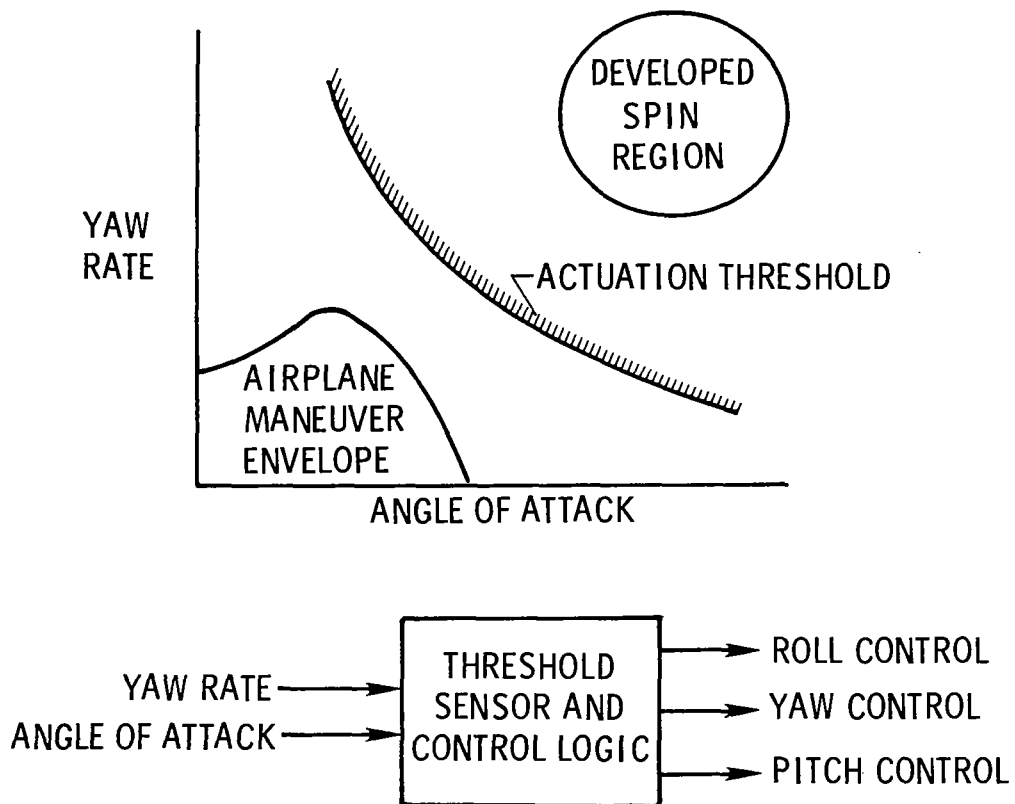 DEVELOPED
SPIN
REGION
YAW
RATE
ACTUATION THRESHOLD
AIRPLANE
MANEUVER
ENVELOPE
ANGLE OF ATTACK
YAW RATE
ANGLE OF ATTACK
THRESHOLD
SENSOR AND
CONTROL LOGIC
ROLL CONTROL
YAW CONTROL
PITCH CONTROL